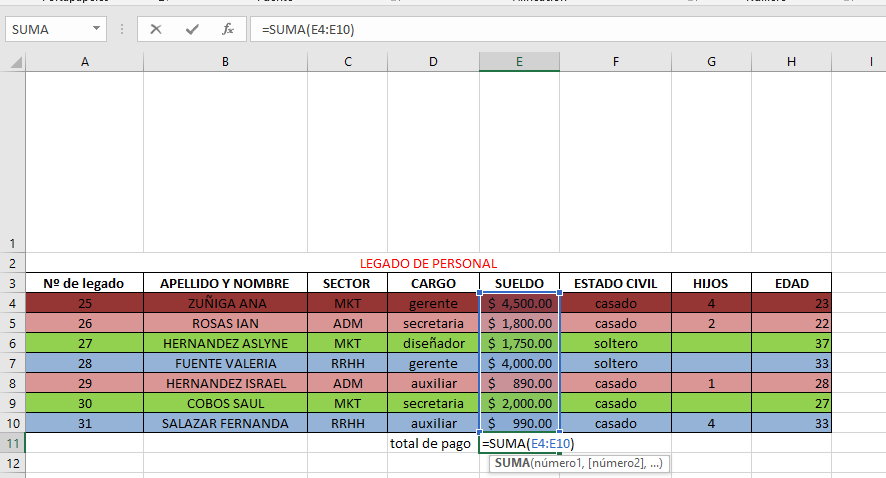 SUMA =SUMA(E4:E10)
A B C D E F G H I
1
2 LEGADO DE PERSONAL
3 Nº de legado APELLIDO Y NOMBRE SECTOR CARGO SUELDO ESTADO CIVIL HIJOS EDAD
4 25 ZUÑIGA ANA MKT gerente $ 4,500.00 casado 4 23
5 26 ROSAS IAN ADM secretaria $ 1,800.00 casado 2 22
6 27 HERNANDEZ ASLYNE MKT diseñador $ 1,750.00 soltero 37
7 28 FUENTE VALERIA RRHH gerente $ 4,000.00 soltero 33
8 29 HERNANDEZ ISRAEL ADM auxiliar $ 890.00 casado 1 28
9 30 COBOS SAUL MKT secretaria $ 2,000.00 casado 27
10 31 SALAZAR FERNANDA RRHH auxiliar $ 990.00 casado 4 33
11 total de pago =SUMA(E4:E10)
12 SUMA(número1, [número2], ...)